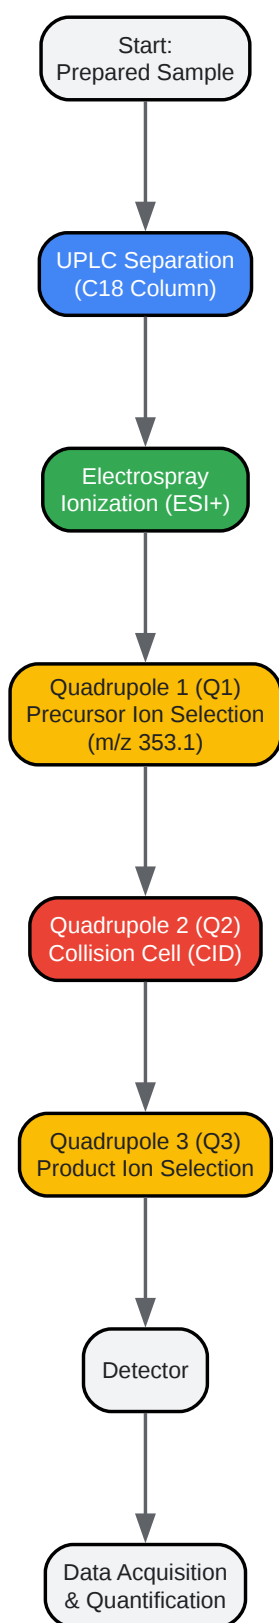 Start:
Prepared Sample
UPLC Separation
(C18 Column)
Electrospray
Ionization (ESI+)
Quadrupole 1 (Q1)
Precursor Ion Selection
(m/z 353.1)
Quadrupole 2 (Q2)
Collision Cell (CID)
Quadrupole 3 (Q3)
Product Ion Selection
Detector
Data Acquisition
& Quantification